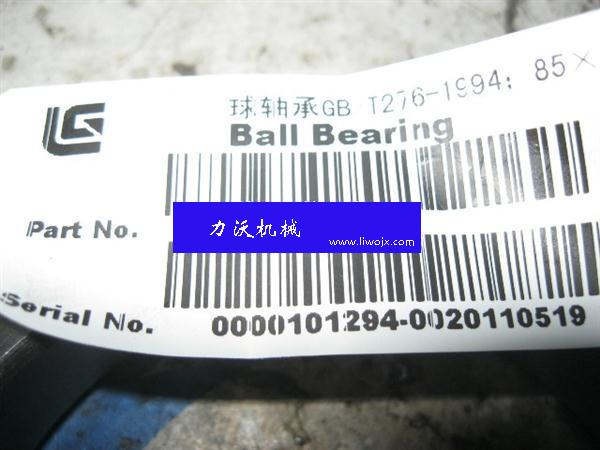 球轴承GB T276-1994: 85×
Ball Bearing
Part No.
力沃机械
www.liwojx.com
Serial No.
0000101294-0020110519